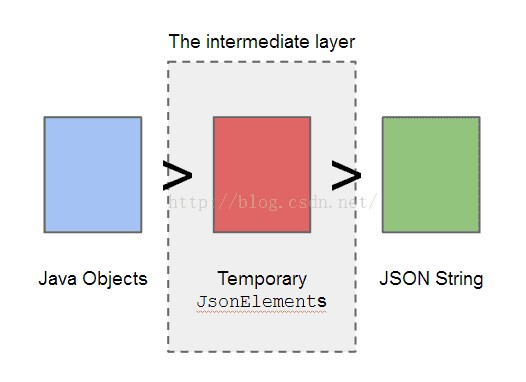 The intermediate layer
>
>
http://blog.csdn.net/
Java Objects
Temporary
JsonElements
JSON String